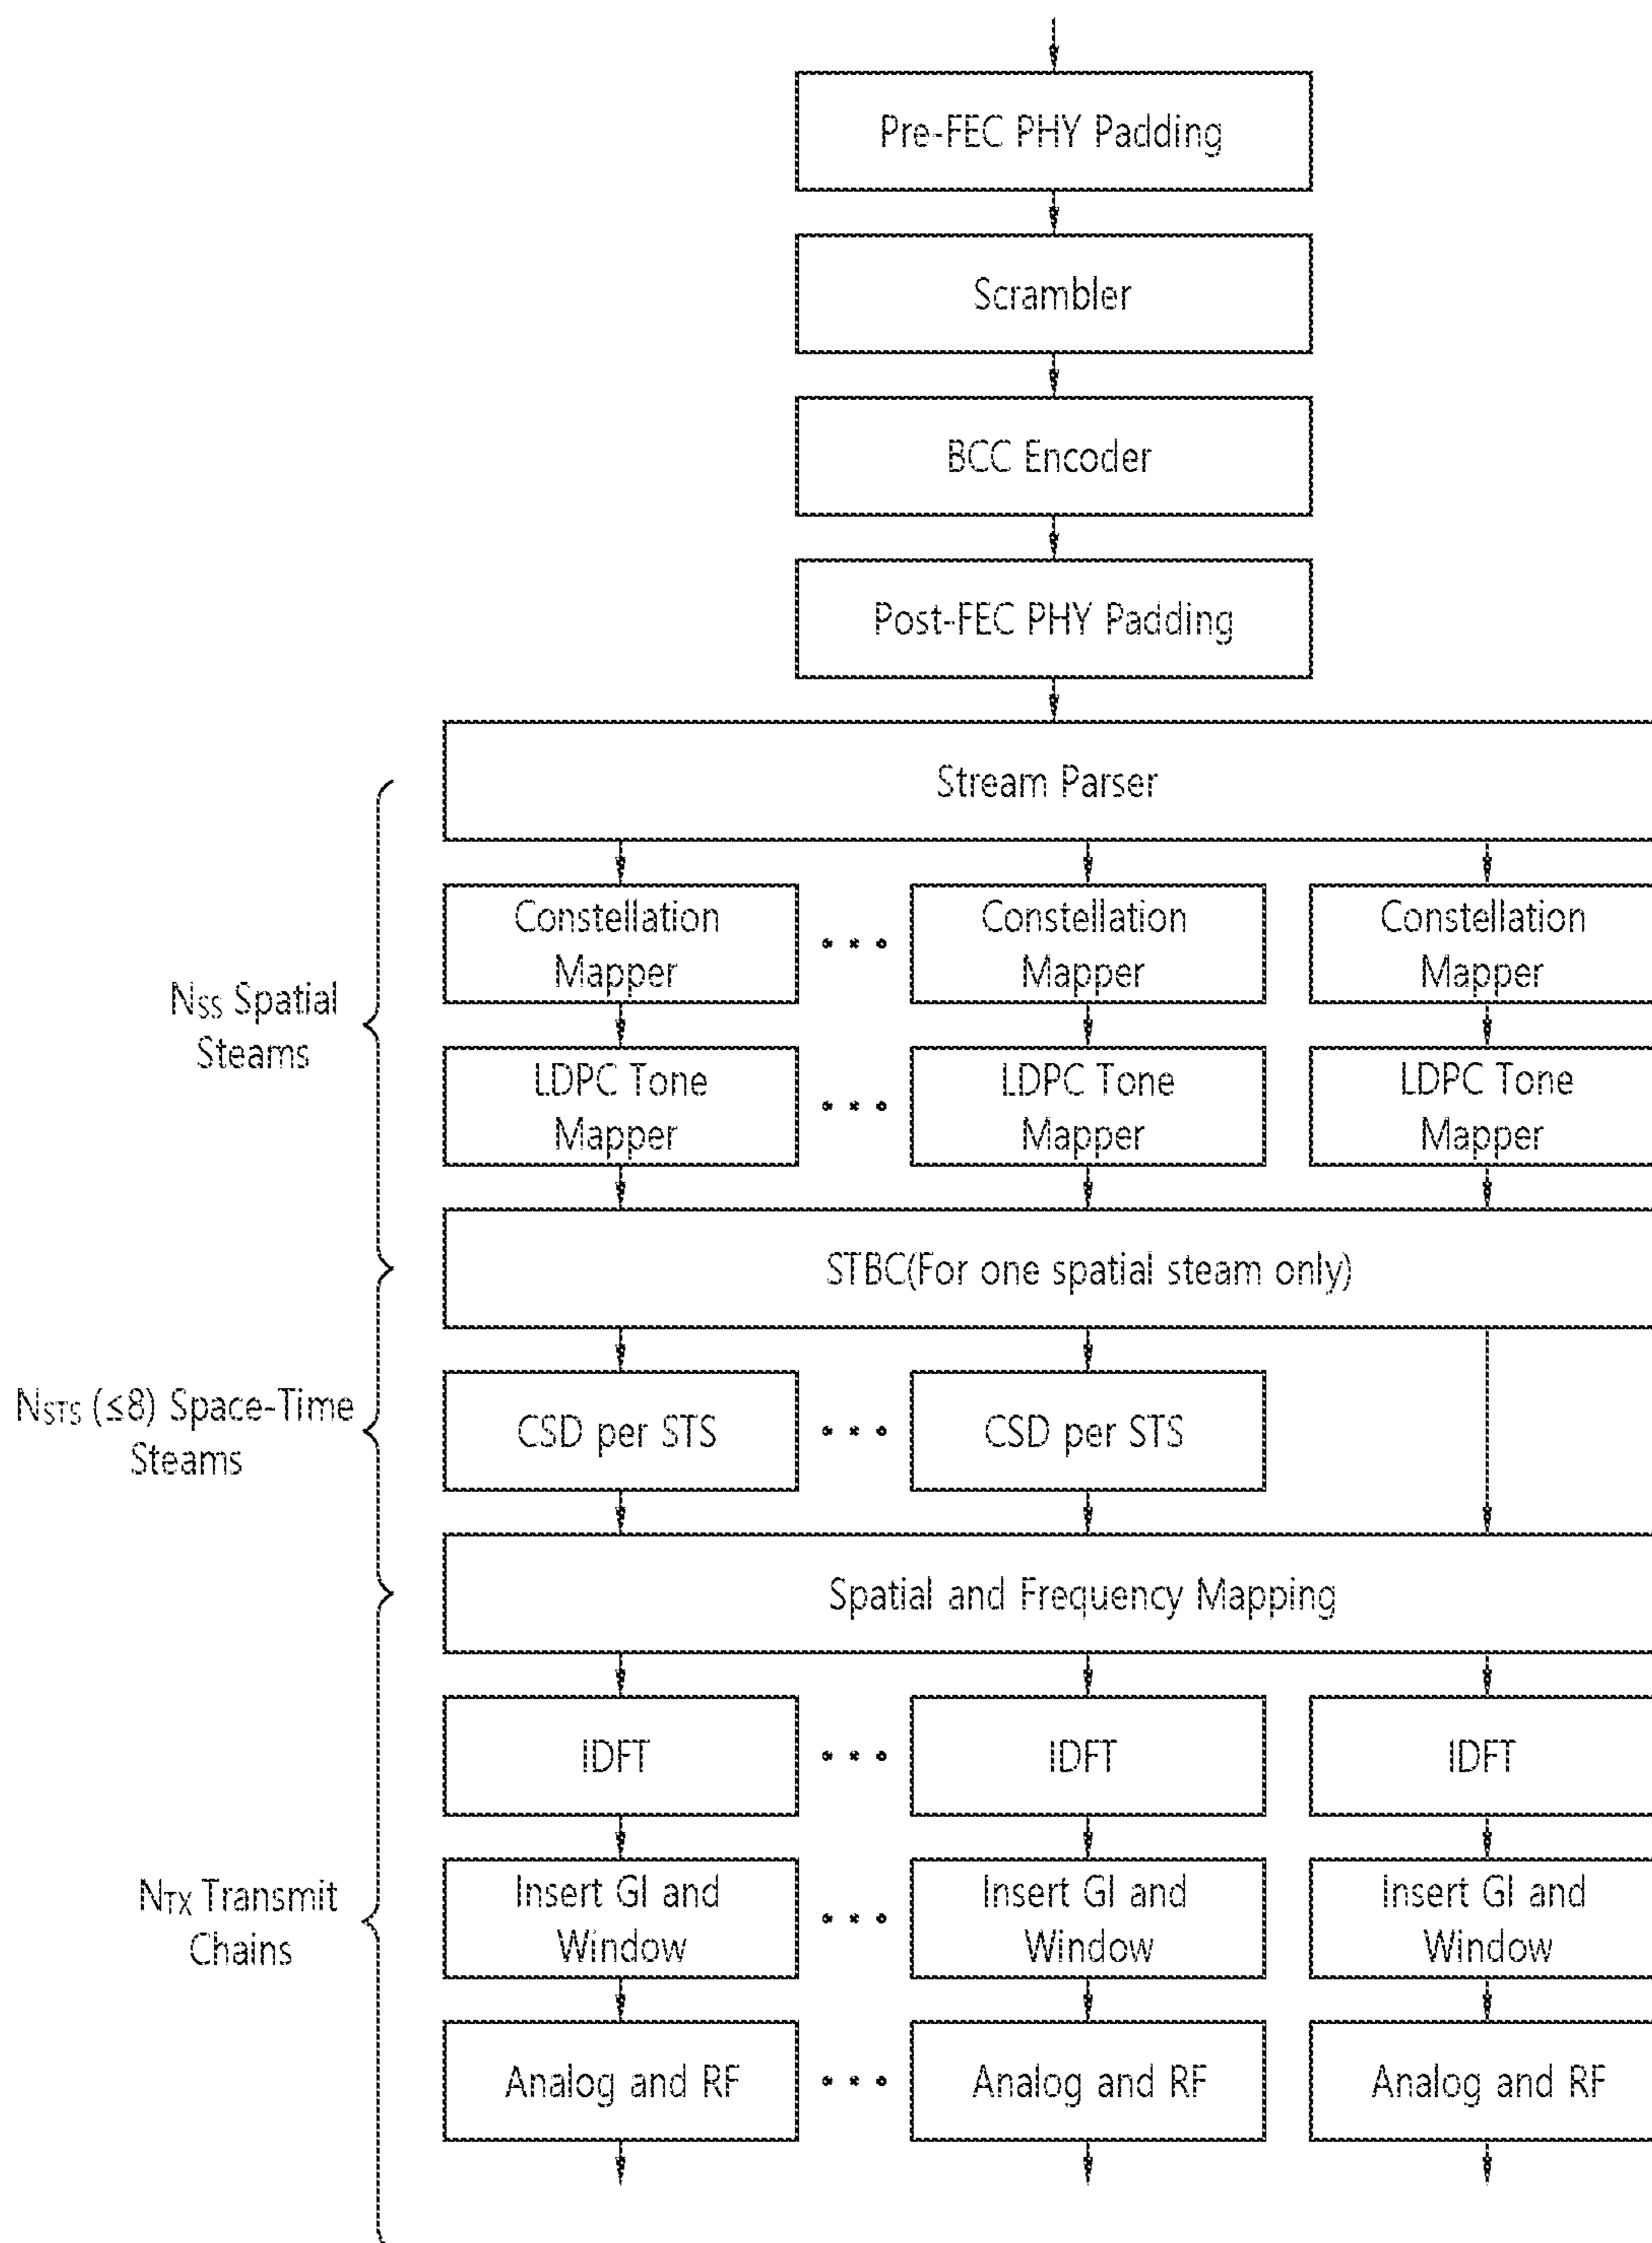 Pre-FEC PHY Padding
Scrambler
BCC Encoder
Post-FEC PHY Padding
Stream Parser
Constellation
Mapper
Constellation
Mapper
Constellation
Mapper
NSS Spatial
Steams
LDPC Tone
Mapper
LDPC Tone
Mapper
LDPC Tone
Mapper
STBC(For one spatial steam only)
NSTS (≤8) Space-Time
Steams
CSD per STS
CSD per STS
Spatial and Frequency Mapping
IDFT
IDFT
IDFT
NTX Transmit
Chains
Insert GI and
Window
Insert GI and
Window
Insert GI and
Window
Analog and RF
Analog and RF
Analog and RF